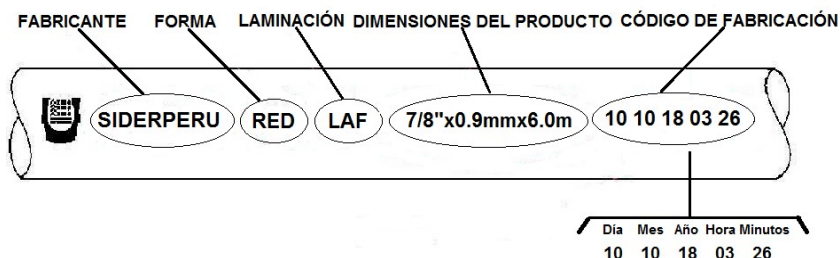 FABRICANTE FORMA LAMINACIÓN DIMENSIONES DEL PRODUCTO CÓDIGO DE FABRICACIÓN
SIDERPERU RED LAF 7/8"x0.9mmx6.0m 10 10 18 03 26
Día Mes Año Hora Minutos
10 10 18 03 26